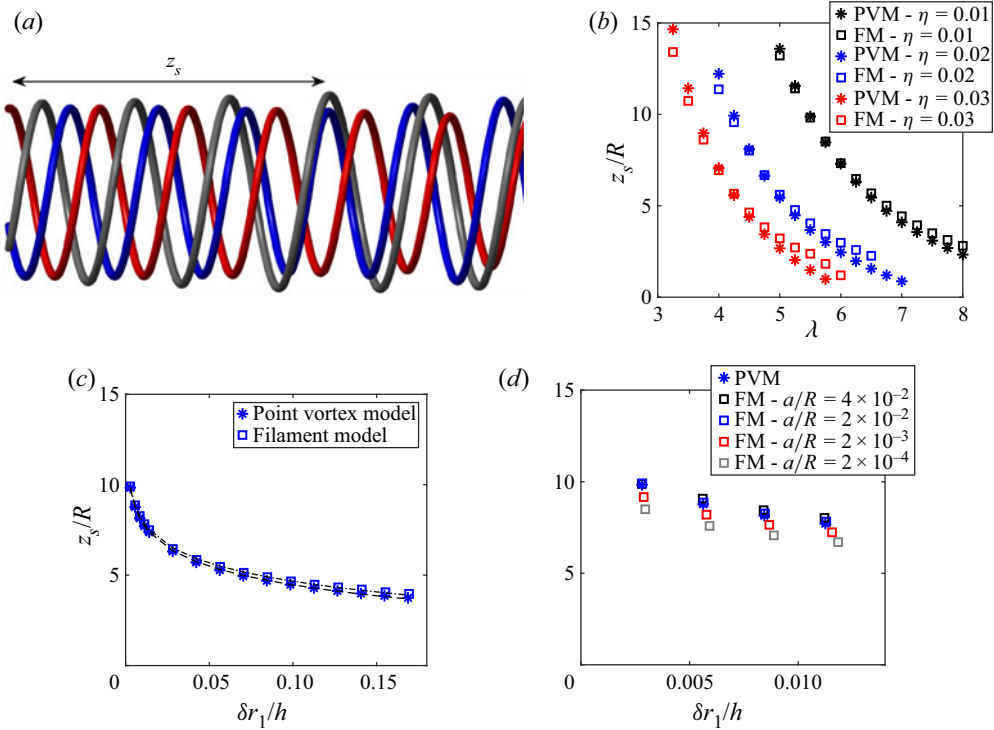 (a)
z_s
(b)
15
10
5
0
z_s/R
3
4
5
6
7
8
λ
PVM - η = 0.01
FM - η = 0.01
PVM - η = 0.02
FM - η = 0.02
PVM - η = 0.03
FM - η = 0.03
(c)
15
10
5
z_s/R
0
0.05
0.10
0.15
δr_1/h
Point vortex model
Filament model
(d)
15
10
5
0
0.005
0.010
δr_1/h
PVM
FM - a/R = 4 × 10^{-2}
FM - a/R = 2 × 10^{-2}
FM - a/R = 2 × 10^{-3}
FM - a/R = 2 × 10^{-4}